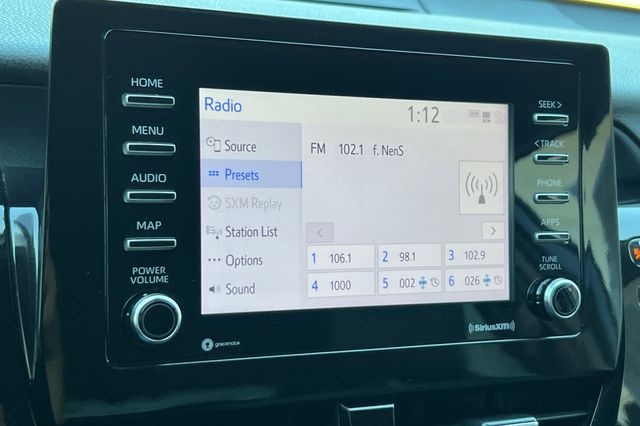 HOME
MENU
AUDIO
MAP
POWER
VOLUME
Radio
1:12
Source
Presets
SXM Replay
Station List
Options
Sound
FM 102.1 f. NenS
< >
1 106.1
2 98.1
3 102.9
4 1000
5 002
6 026
SEEK >
< TRACK
PHONE
APPS
TUNE
SCROLL
gracenote
SiriusXM